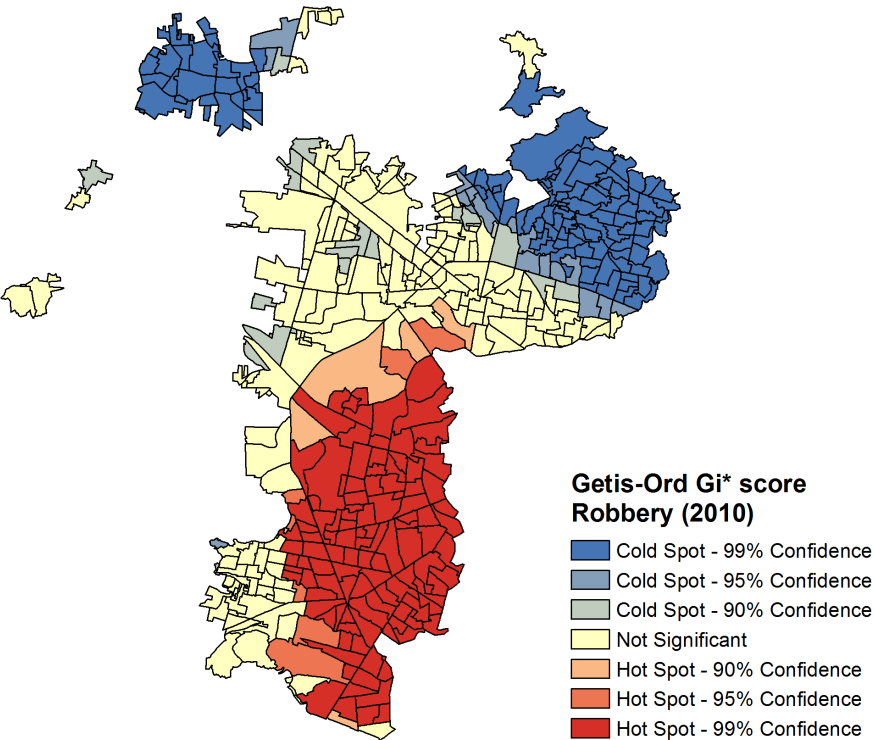 Getis-Ord Gi* score
Robbery (2010)
Cold Spot - 99% Confidence
Cold Spot - 95% Confidence
Cold Spot - 90% Confidence
Not Significant
Hot Spot - 90% Confidence
Hot Spot - 95% Confidence
Hot Spot - 99% Confidence